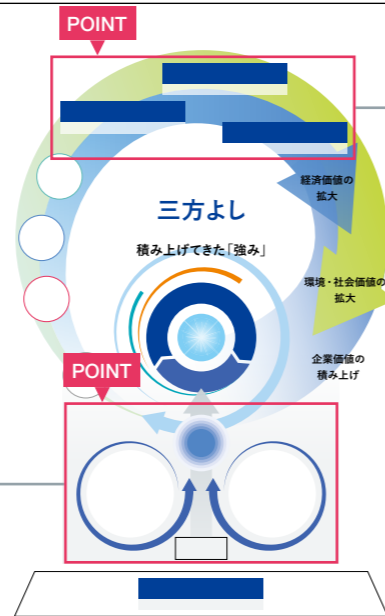 POINT
経済価値の
拡大
三方よし
積み上げてきた「強み」
環境・社会価値の
拡大
企業価値の
積み上げ
POINT